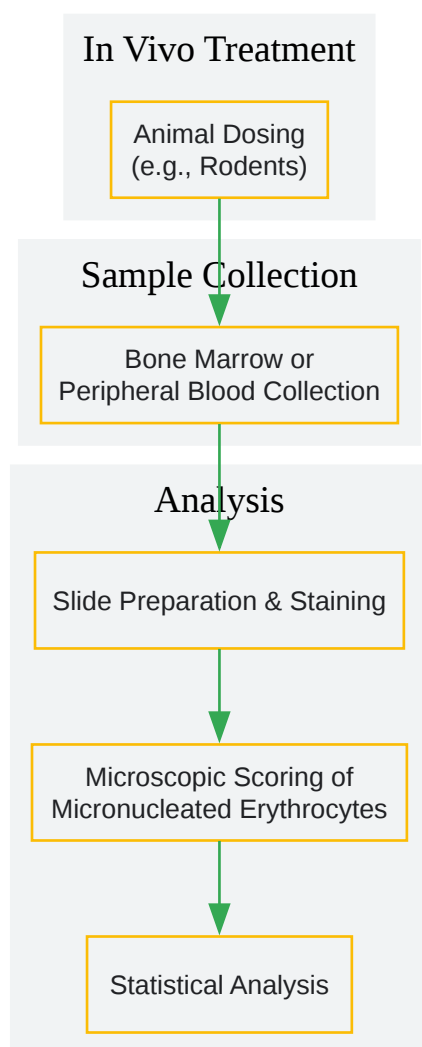 In Vivo Treatment
Animal Dosing
(e.g., Rodents)
Sample Collection
Bone Marrow or
Peripheral Blood Collection
Analysis
Slide Preparation & Staining
Microscopic Scoring of
Micronucleated Erythrocytes
Statistical Analysis